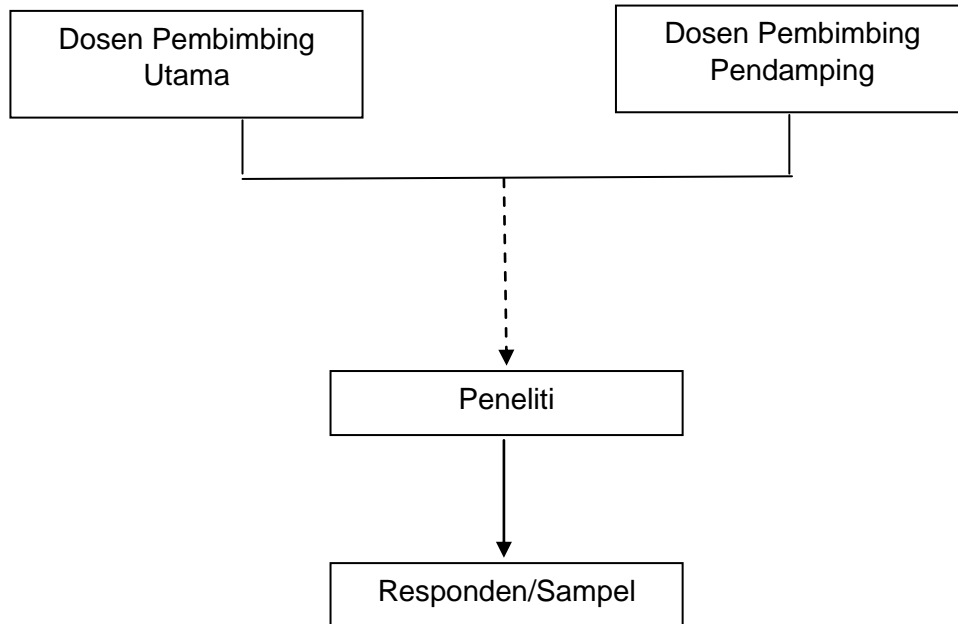 Dosen Pembimbing
Utama
Dosen Pembimbing
Pendamping
Peneliti
Responden/Sampel